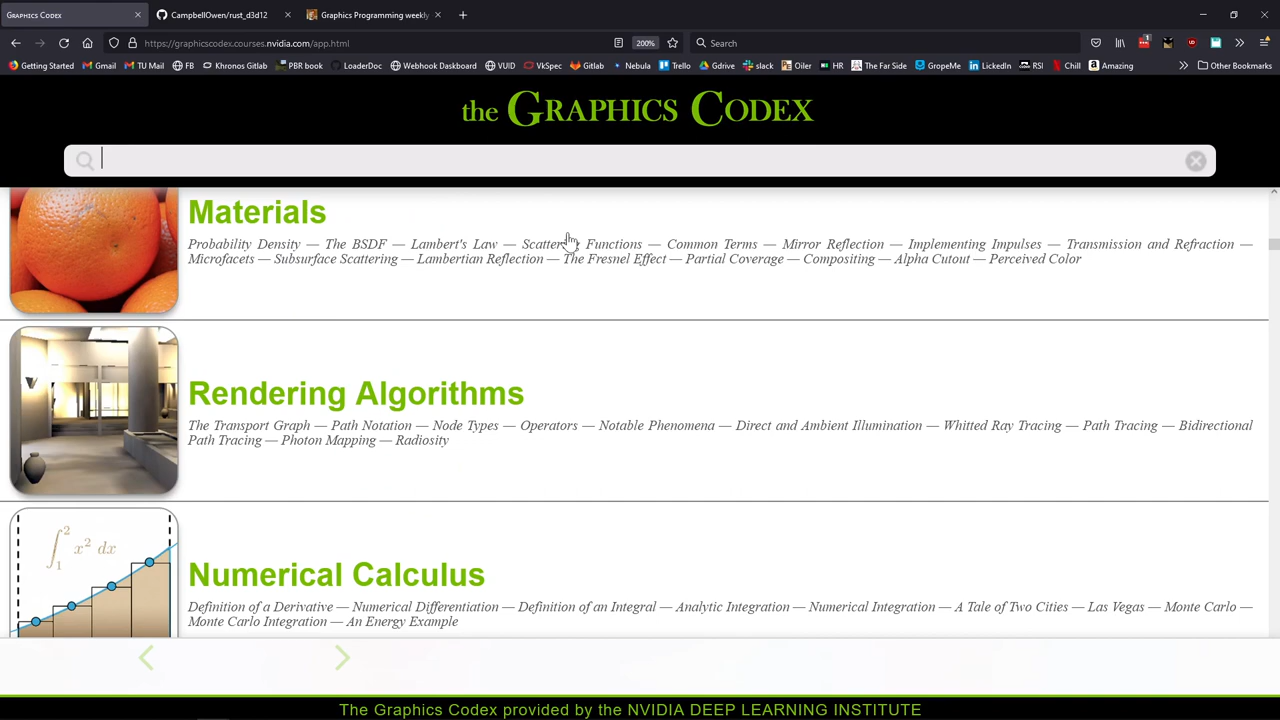 GRAPHICS CODEX
CampbellOwen/rust_d3d12
Graphics Programming weekly
https://graphicscodex.courses.nvidia.com/app.html
200%
Search
Getting Started
Gmail
TU Mail
FB
Khronos Gitlab
PBR book
LoaderDoc
Webhook Dashboard
VUID
VkSpec
Gitlab
Nebula
Trello
Gdrive
slack
PE Oiler
HR
The Far Side
GropeMe
LinkedIn
RSI
Chill
Amazing
Other Bookmarks
the GRAPHICS CODEX
Materials
Probability Density — The BSDF — Lambert's Law — Functions — Common Terms — Mirror Reflection — Implementing Impulses — Transmission and Refraction —
Microfacets — Subsurface Scattering — Lambertian Reflection — The Fresnel Effect — Partial Coverage — Compositing — Alpha Cutout — Perceived Color
Rendering Algorithms
The Transport Graph — Path Notation — Node Types — Operators — Notable Phenomena — Direct and Ambient Illumination — Whitted Ray Tracing — Path Tracing — Bidirectional
Path Tracing — Photon Mapping — Radiosity
∫₁² x² dx
Numerical Calculus
Definition of a Derivative — Numerical Differentiation — Definition of an Integral — Analytic Integration — Numerical Integration — A Tale of Two Cities — Las Vegas — Monte Carlo —
Monte Carlo Integration — An Energy Example
The Graphics Codex provided by the NVIDIA DEEP LEARNING INSTITUTE